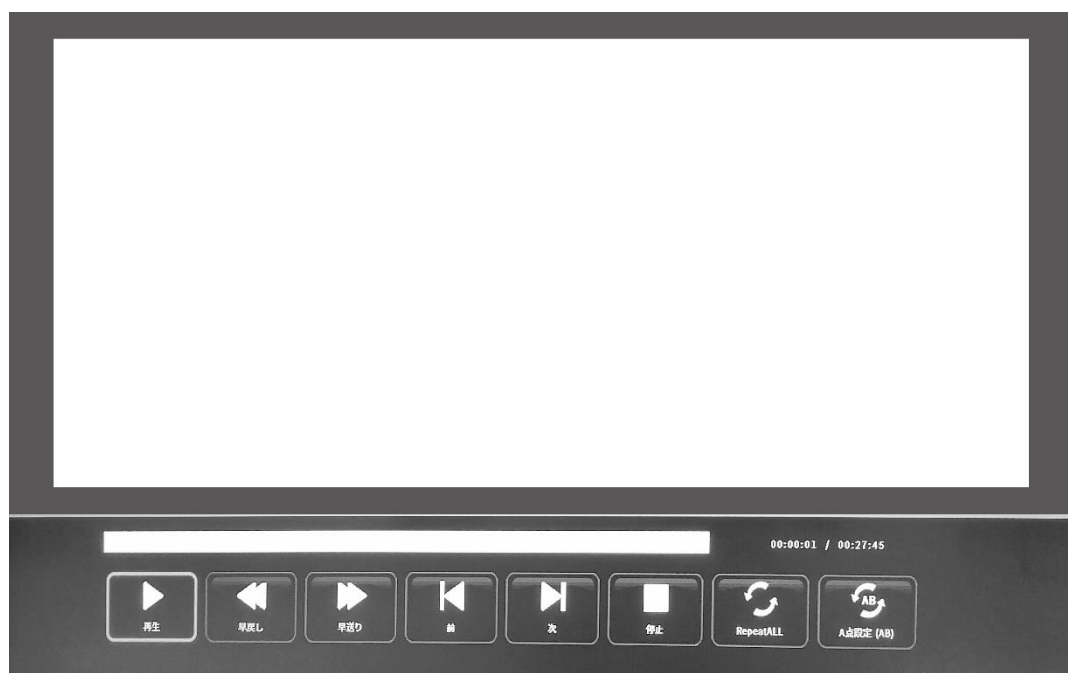 00:00:01 / 00:27:45
再生
早戻し
早送り
前
次
停止
RepeatALL
AB
A点設定 (AB)